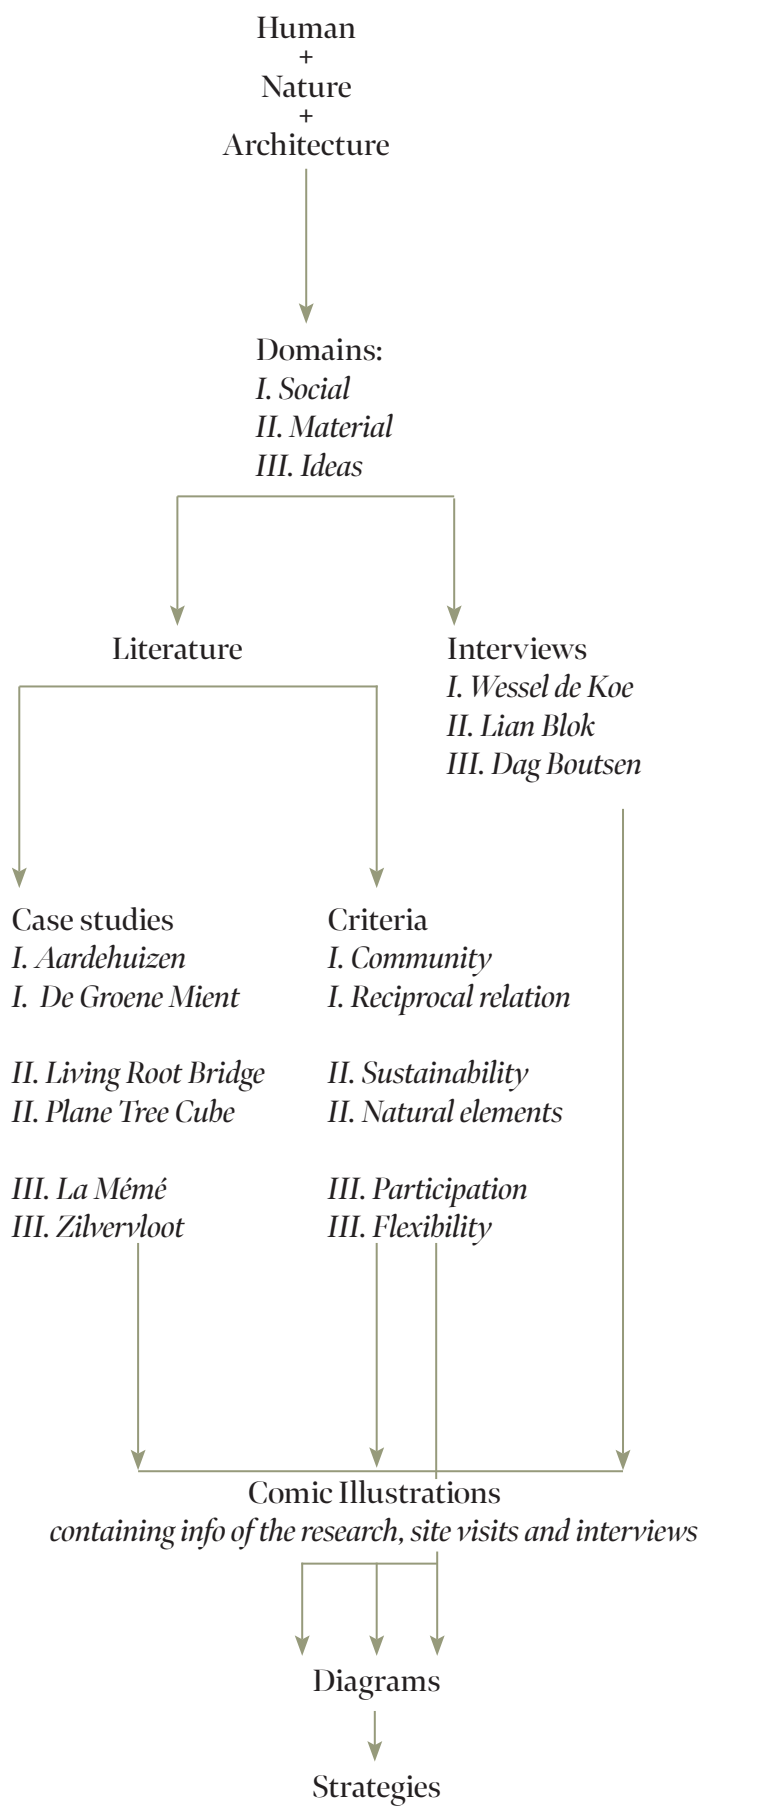 Human
+
Nature
+
Architecture
Domains:
I. Social
II. Material
III. Ideas
Literature
Interviews
I. Wessel de Koe
II. Lian Blok
III. Dag Boutsen
Case studies
I. Aardehuizen
I. De Groene Mient
II. Living Root Bridge
II. Plane Tree Cube
III. La Mémé
III. Zilvervloot
Criteria
I. Community
I. Reciprocal relation
II. Sustainability
II. Natural elements
III. Participation
III. Flexibility
Comic Illustrations
containing info of the research, site visits and interviews
Diagrams
Strategies